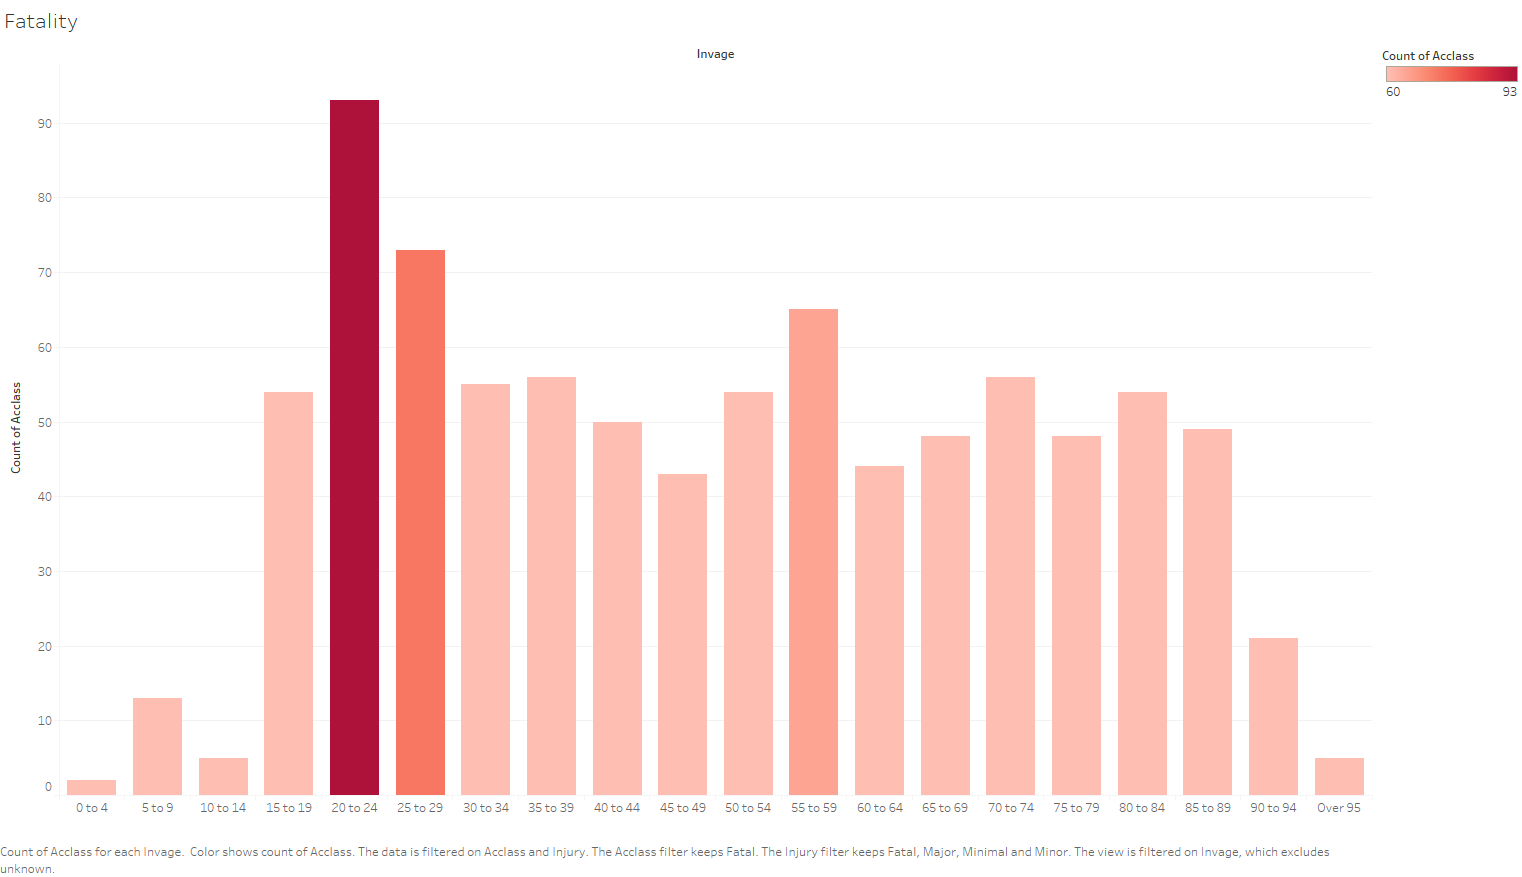 Fatality
Invage
Count of Acclass
60 93
Count of Acclass
90
80
70
60
50
40
30
20
10
0
0 to 4 5 to 9 10 to 14 15 to 19 20 to 24 25 to 29 30 to 34 35 to 39 40 to 44 45 to 49 50 to 54 55 to 59 60 to 64 65 to 69 70 to 74 75 to 79 80 to 84 85 to 89 90 to 94 Over 95
Count of Acclass for each Invage.  Color shows count of Acclass. The data is filtered on Acclass and Injury. The Acclass filter keeps Fatal. The Injury filter keeps Fatal, Major, Minimal and Minor. The view is filtered on Invage, which excludes
unknown.